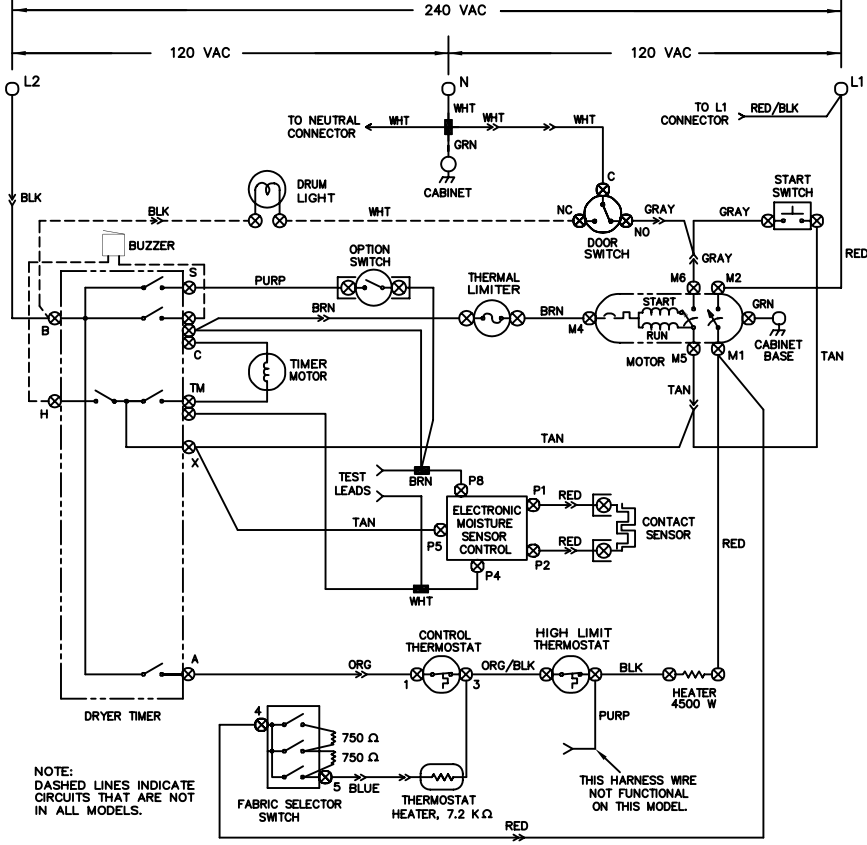 240 VAC
120 VAC
120 VAC
L2
N
L1
WHT
TO NEUTRAL
CONNECTOR
WHT
WHT
WHT
TO L1
CONNECTOR
RED/BLK
GRN
CABINET
C
DRUM
LIGHT
START
SWITCH
BLK
BLK
WHT
NC
GRAY
NO
GRAY
DOOR
SWITCH
BUZZER
OPTION
SWITCH
GRAY
RED
S
PURP
THERMAL
LIMITER
M6
M2
BRN
BRN
START
GRN
B
M4
RUN
CABINET
BASE
C
TIMER
MOTOR
MOTOR
M5
M1
TAN
TM
TAN
H
TAN
X
TEST
LEADS
BRN
P8
P1
RED
ELECTRONIC
MOISTURE
SENSOR
CONTROL
CONTACT
SENSOR
TAN
P5
RED
P2
RED
P4
WHT
A
CONTROL
THERMOSTAT
HIGH LIMIT
THERMOSTAT
ORG
ORG/BLK
BLK
1
3
HEATER
4500 W
DRYER TIMER
4
PURP
750 Ω
750 Ω
5
BLUE
NOTE:
DASHED LINES INDICATE
CIRCUITS THAT ARE NOT
IN ALL MODELS.
FABRIC SELECTOR
SWITCH
THERMOSTAT
HEATER, 7.2 K Ω
THIS HARNESS WIRE
NOT FUNCTIONAL
ON THIS MODEL.
RED